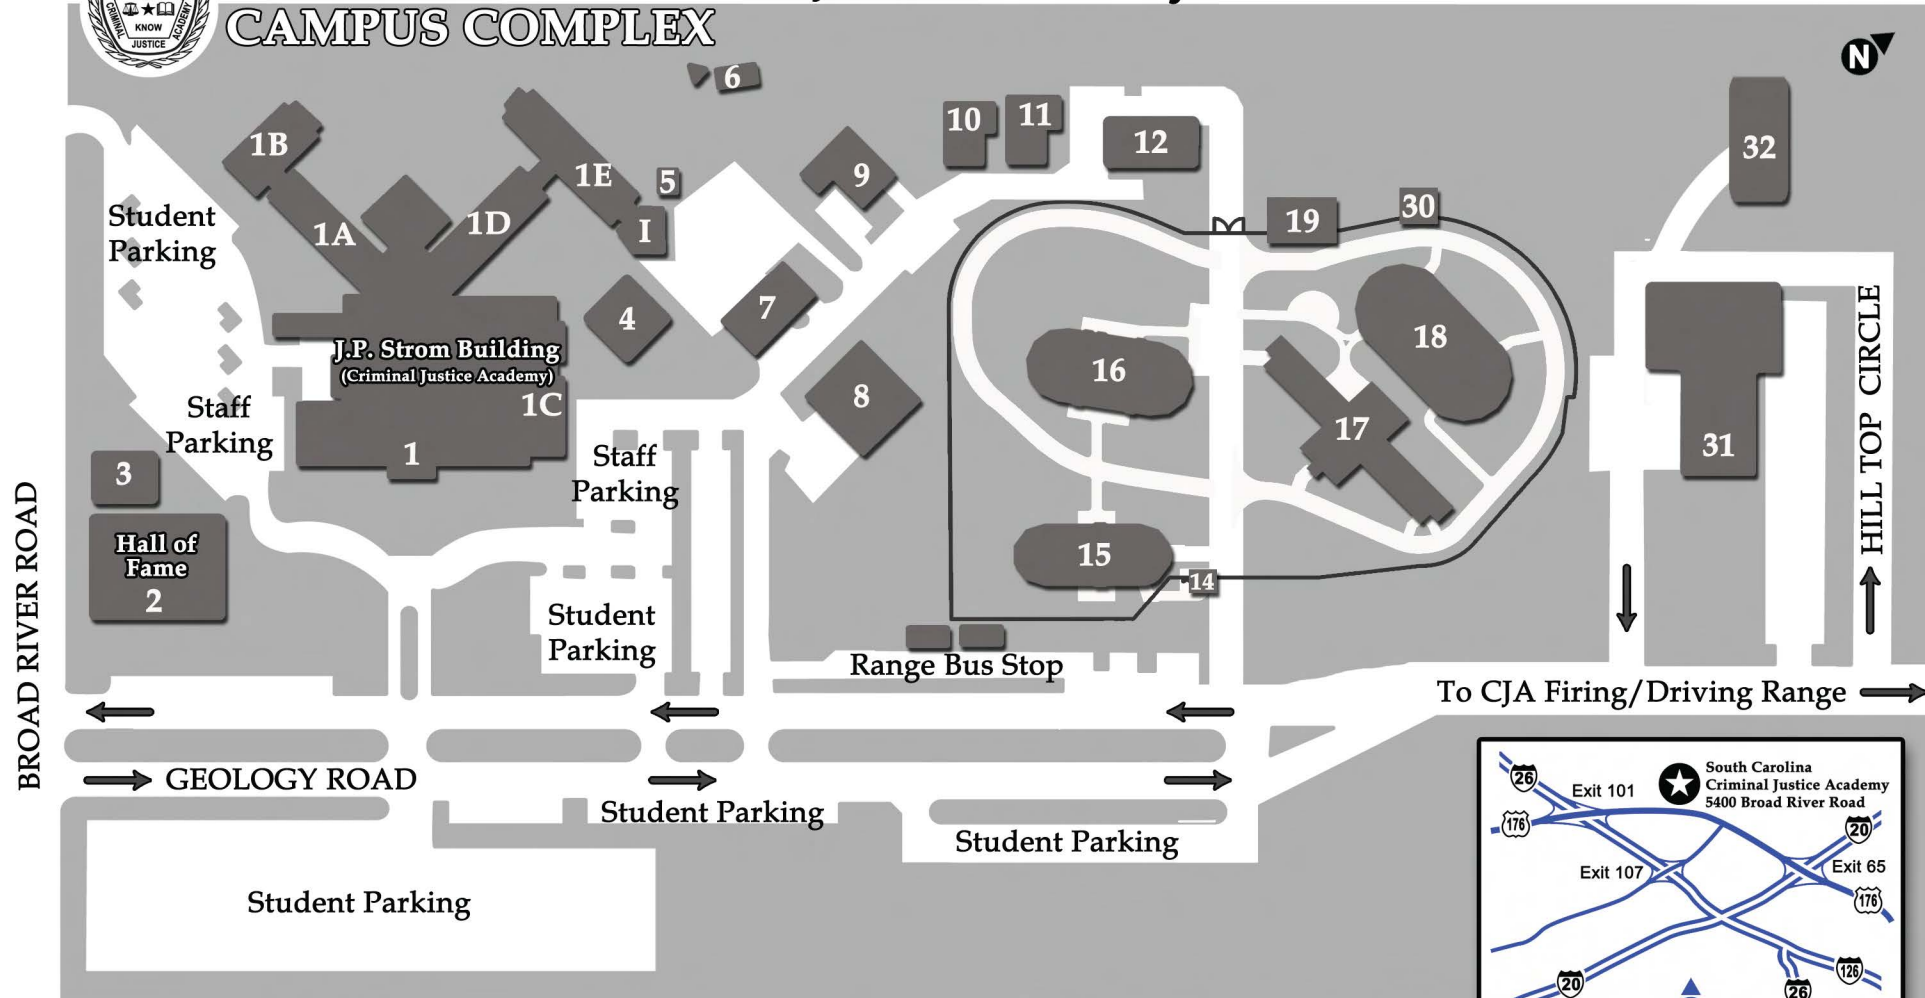 CRIMINAL
ACADEMY
KNOW
JUSTICE
CAMPUS COMPLEX
N
6
10
11
12
32
1B
1E
5
9
I
1A
1D
19
30
Student
Parking
4
7
16
18
J.P. Strom Building
(Criminal Justice Academy)
1C
1
8
17
31
HILL TOP CIRCLE
Staff
Parking
Staff
Parking
3
Hall of
Fame
2
15
14
Student
Parking
Range Bus Stop
BROAD RIVER ROAD
To CJA Firing/Driving Range
GEOLOGY ROAD
Student Parking
Student Parking
Student Parking
South Carolina
Criminal Justice Academy
5400 Broad River Road
26
Exit 101
176
20
Exit 107
Exit 65
176
20
26
126